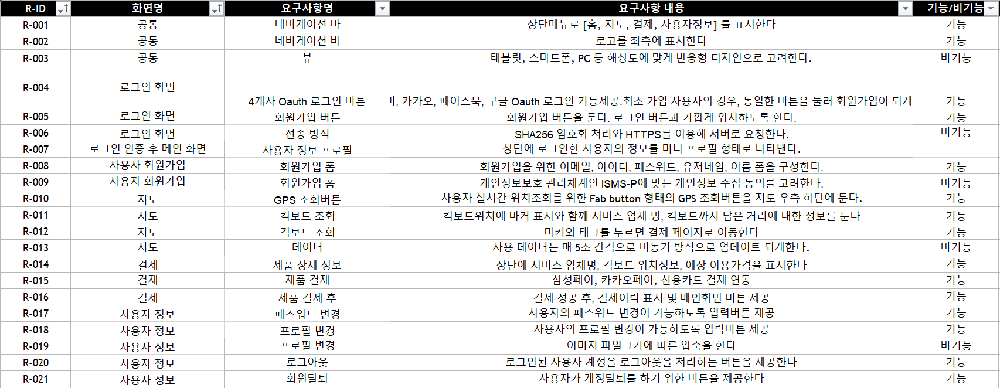 R-ID 화면명 요구사항명 요구사항 내용 기능/비기능
R-001 공통 네비게이션 바 상단메뉴로 [홈, 지도, 결제, 사용자정보] 를 표시한다 기능
R-002 공통 네비게이션 바 로고를 좌측에 표시한다 기능
R-003 공통 뷰 태블릿, 스마트폰, PC 등 해상도에 맞게 반응형 디자인으로 고려한다. 비기능
R-004 로그인 화면 4개사 Oauth 로그인 버튼 카카오, 페이스북, 구글 Oauth 로그인 기능제공.최초 가입 사용자의 경우, 동일한 버튼을 눌러 회원가입이 되게 기능
R-005 로그인 화면 회원가입 버튼 회원가입 버튼을 둔다. 로그인 버튼과 가깝게 위치하도록 한다. 기능
R-006 로그인 화면 전송 방식 SHA256 암호화 처리와 HTTPS를 이용해 서버로 요청한다. 비기능
R-007 로그인 인증 후 메인 화면 사용자 정보 프로필 상단에 로그인한 사용자의 정보를 미니 프로필 형태로 나타낸다.
R-008 사용자 회원가입 회원가입 폼 회원가입을 위한 이메일, 아이디, 패스워드, 유저네임, 이름 폼을 구성한다. 기능
R-009 사용자 회원가입 회원가입 폼 개인정보보호 관리체계인 ISMS-P에 맞는 개인정보 수집 동의를 고려한다. 비기능
R-010 지도 GPS 조회버튼 사용자 실시간 위치조회를 위한 Fab button 형태의 GPS 조회버튼을 지도 우측 하단에 둔다. 기능
R-011 지도 킥보드 조회 킥보드위치에 마커 표시와 함께 서비스 업체 명, 킥보드까지 남은 거리에 대한 정보를 둔다 기능
R-012 지도 킥보드 조회 마커와 태그를 누르면 결제 페이지로 이동한다 기능
R-013 지도 데이터 사용 데이터는 매 5초 간격으로 비동기 방식으로 업데이트 되게한다. 비기능
R-014 결제 제품 상세 정보 상단에 서비스 업체명, 킥보드 위치정보, 예상 이용가격을 표시한다 기능
R-015 결제 제품 결제 삼성페이, 카카오페이, 신용카드 결제 연동 기능
R-016 결제 제품 결제 후 결제 성공 후, 결제이력 표시 및 메인화면 버튼 제공 기능
R-017 사용자 정보 패스워드 변경 사용자의 패스워드 변경이 가능하도록 입력버튼 제공 기능
R-018 사용자 정보 프로필 변경 사용자의 프로필 변경이 가능하도록 입력버튼 제공 기능
R-019 사용자 정보 프로필 변경 이미지 파일크기에 따른 압축을 한다 비기능
R-020 사용자 정보 로그아웃 로그인된 사용자 계정을 로그아웃을 처리하는 버튼을 제공한다 기능
R-021 사용자 정보 회원탈퇴 사용자가 계정탈퇴를 하기 위한 버튼을 제공한다 기능